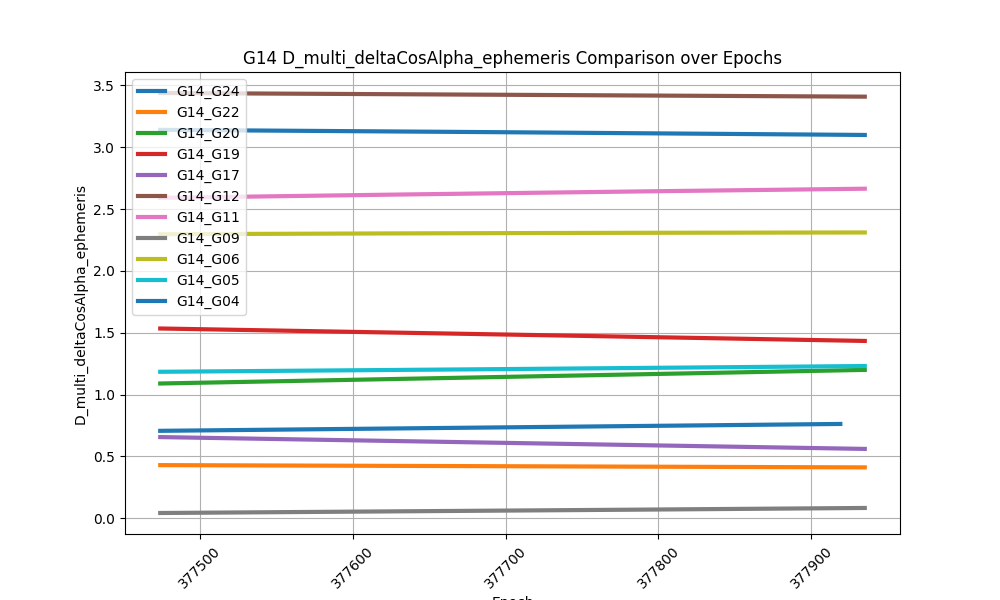 G14 D_multi_deltaCosAlpha_ephemeris Comparison over Epochs
D_multi_deltaCosAlpha_ephemeris
3.5
3.0
2.5
2.0
1.5
1.0
0.5
0.0
G14_G24
G14_G22
G14_G20
G14_G19
G14_G17
G14_G12
G14_G11
G14_G09
G14_G06
G14_G05
G14_G04
377500
377600
377700
377800
377900
Epoch